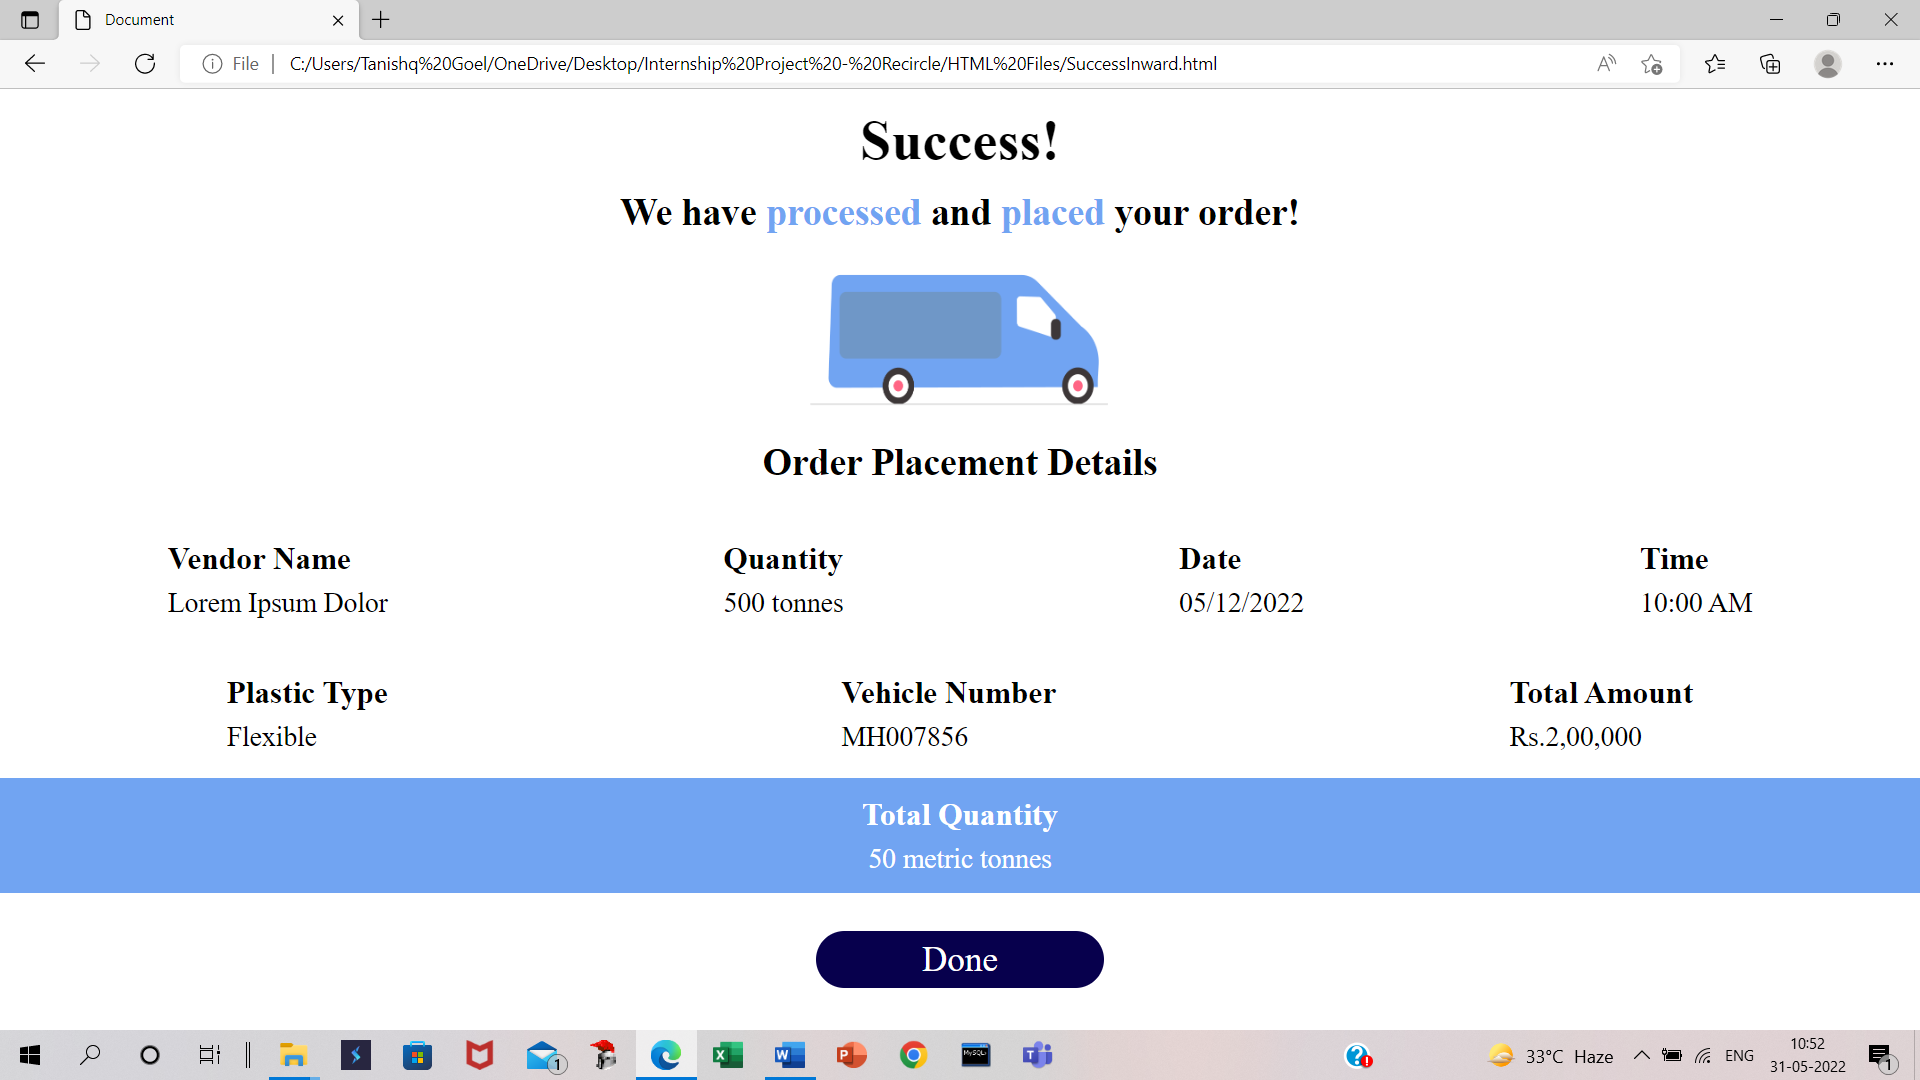 Document
File
C:/Users/Tanishq%20Goel/OneDrive/Desktop/Internship%20Project%20-%20Recircle/HTML%20Files/SuccessInward.html
Success!
We have processed and placed your order!
Order Placement Details
Vendor Name Quantity Date Time
Lorem Ipsum Dolor 500 tonnes 05/12/2022 10:00 AM
Plastic Type Vehicle Number Total Amount
Flexible MH007856 Rs.2,00,000
Total Quantity
50 metric tonnes
Done
33°C Haze
ENG
10:52
31-05-2022
1
1
MySQL